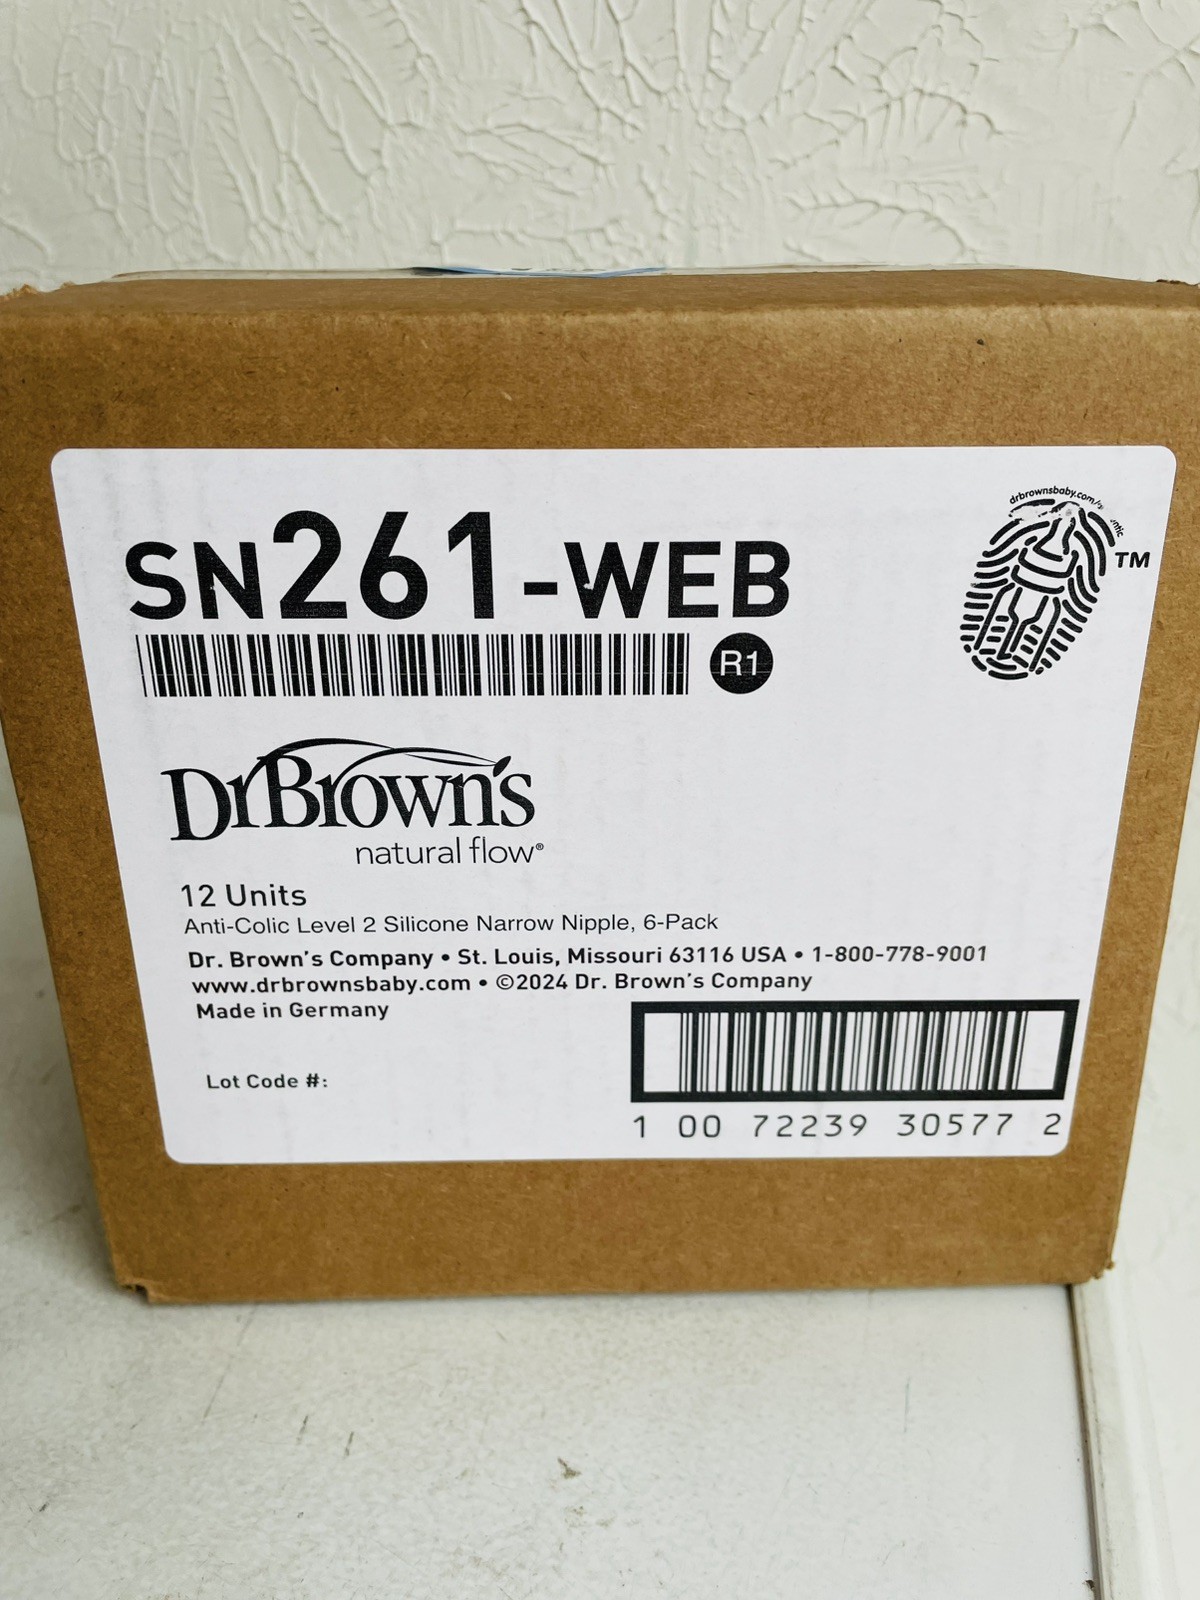 SN261-WEB
R1
drbrownsbaby.com
TM
DrBrown's
natural flow®
12 Units
Anti-Colic Level 2 Silicone Narrow Nipple, 6-Pack
Dr. Brown's Company • St. Louis, Missouri 63116 USA • 1-800-778-9001
www.drbrownsbaby.com • ©2024 Dr. Brown's Company
Made in Germany
Lot Code #:
1 00 72239 30577 2